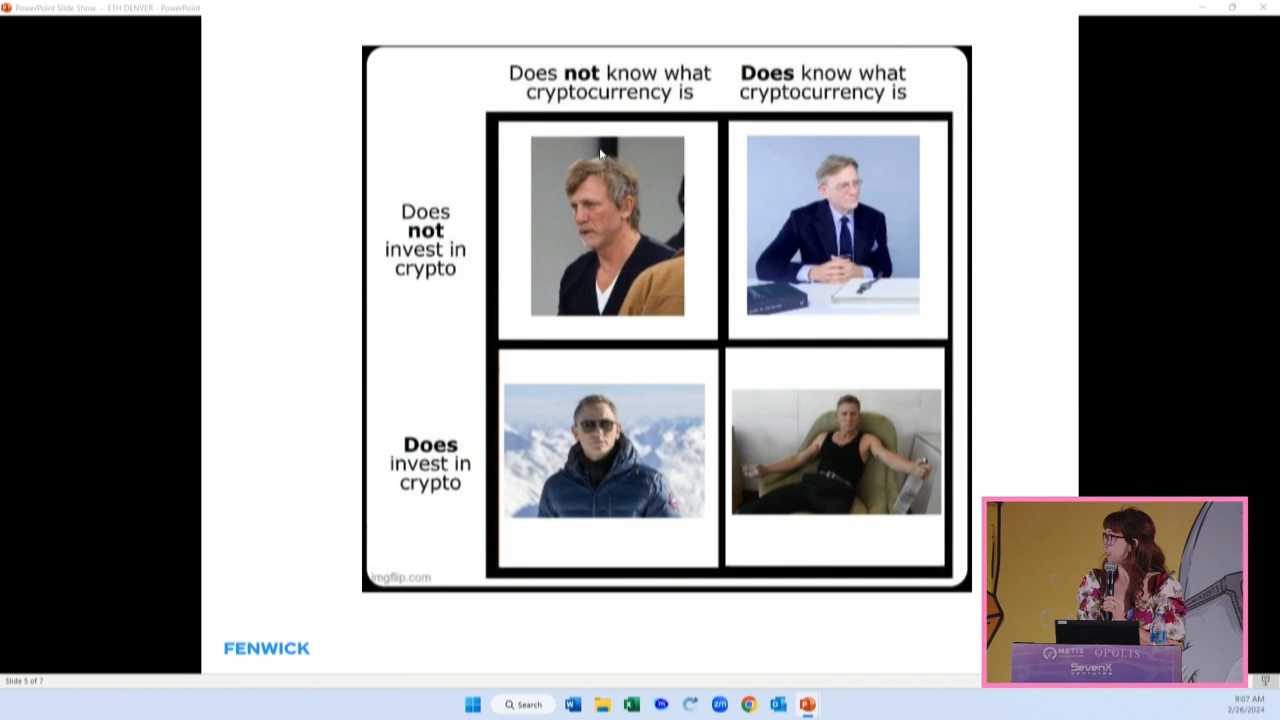 PowerPoint Slide Show - ETH DENVER - PowerPoint
Does not know what
cryptocurrency is
Does know what
cryptocurrency is
Does
not
invest in
crypto
Does
invest in
crypto
imgflip.com
FENWICK
METIS OPOLIS
SevenX
VENTURES
Slide 5 of 7
Search
9:07 AM
2/26/2024